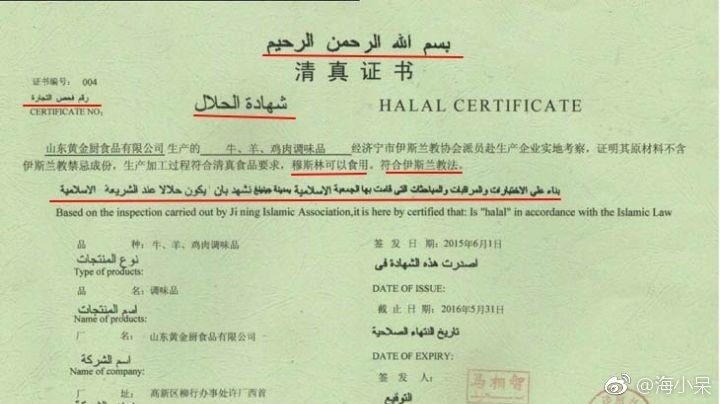 بسم الله الرحمن الرحيم
清真证书
证书编号: 004
رقم فحص التجارة
CERTIFICATE NO:
شهادة الحلال
HALAL CERTIFICATE
山东黄金厨食品有限公司 生产的 牛、羊、鸡肉调味品 经济宁市伊斯兰教协会派员赴生产企业实地考察，证明其原材料不含
伊斯兰教禁忌成份，生产加工过程符合清真食品要求，穆斯林可以食用。符合伊斯兰教法。
بناء على الاختبارات والمراقبات والمباحثات التى قامت بها الجمعية الاسلامية بمدينة نشهد بان يكون حلالا عند الشريعة الاسلامية
Based on the inspection carried out by Ji ning Islamic Association,it is here by certified that: Is "halal" in accordance with the Islamic Law
品 种: 牛、羊、鸡肉调味品
نوع المنتجات
Type of products:
品 名: 调味品
اسم المنتجات
Name of products:
厂 名: 山东黄金厨食品有限公司
اسم الشركة
Name of company:
厂 址: 高新区柳行办事处许厂西首
签 发 日 期: 2015年6月1日
اصدرت هذه الشهادة فى
DATE OF ISSUE:
截 止 日 期: 2016年5月31日
تاريخ انتهاء الصلاحية
DATE OF EXPIRY:
签 发 人:
马相智
التوقيع
@海小呆